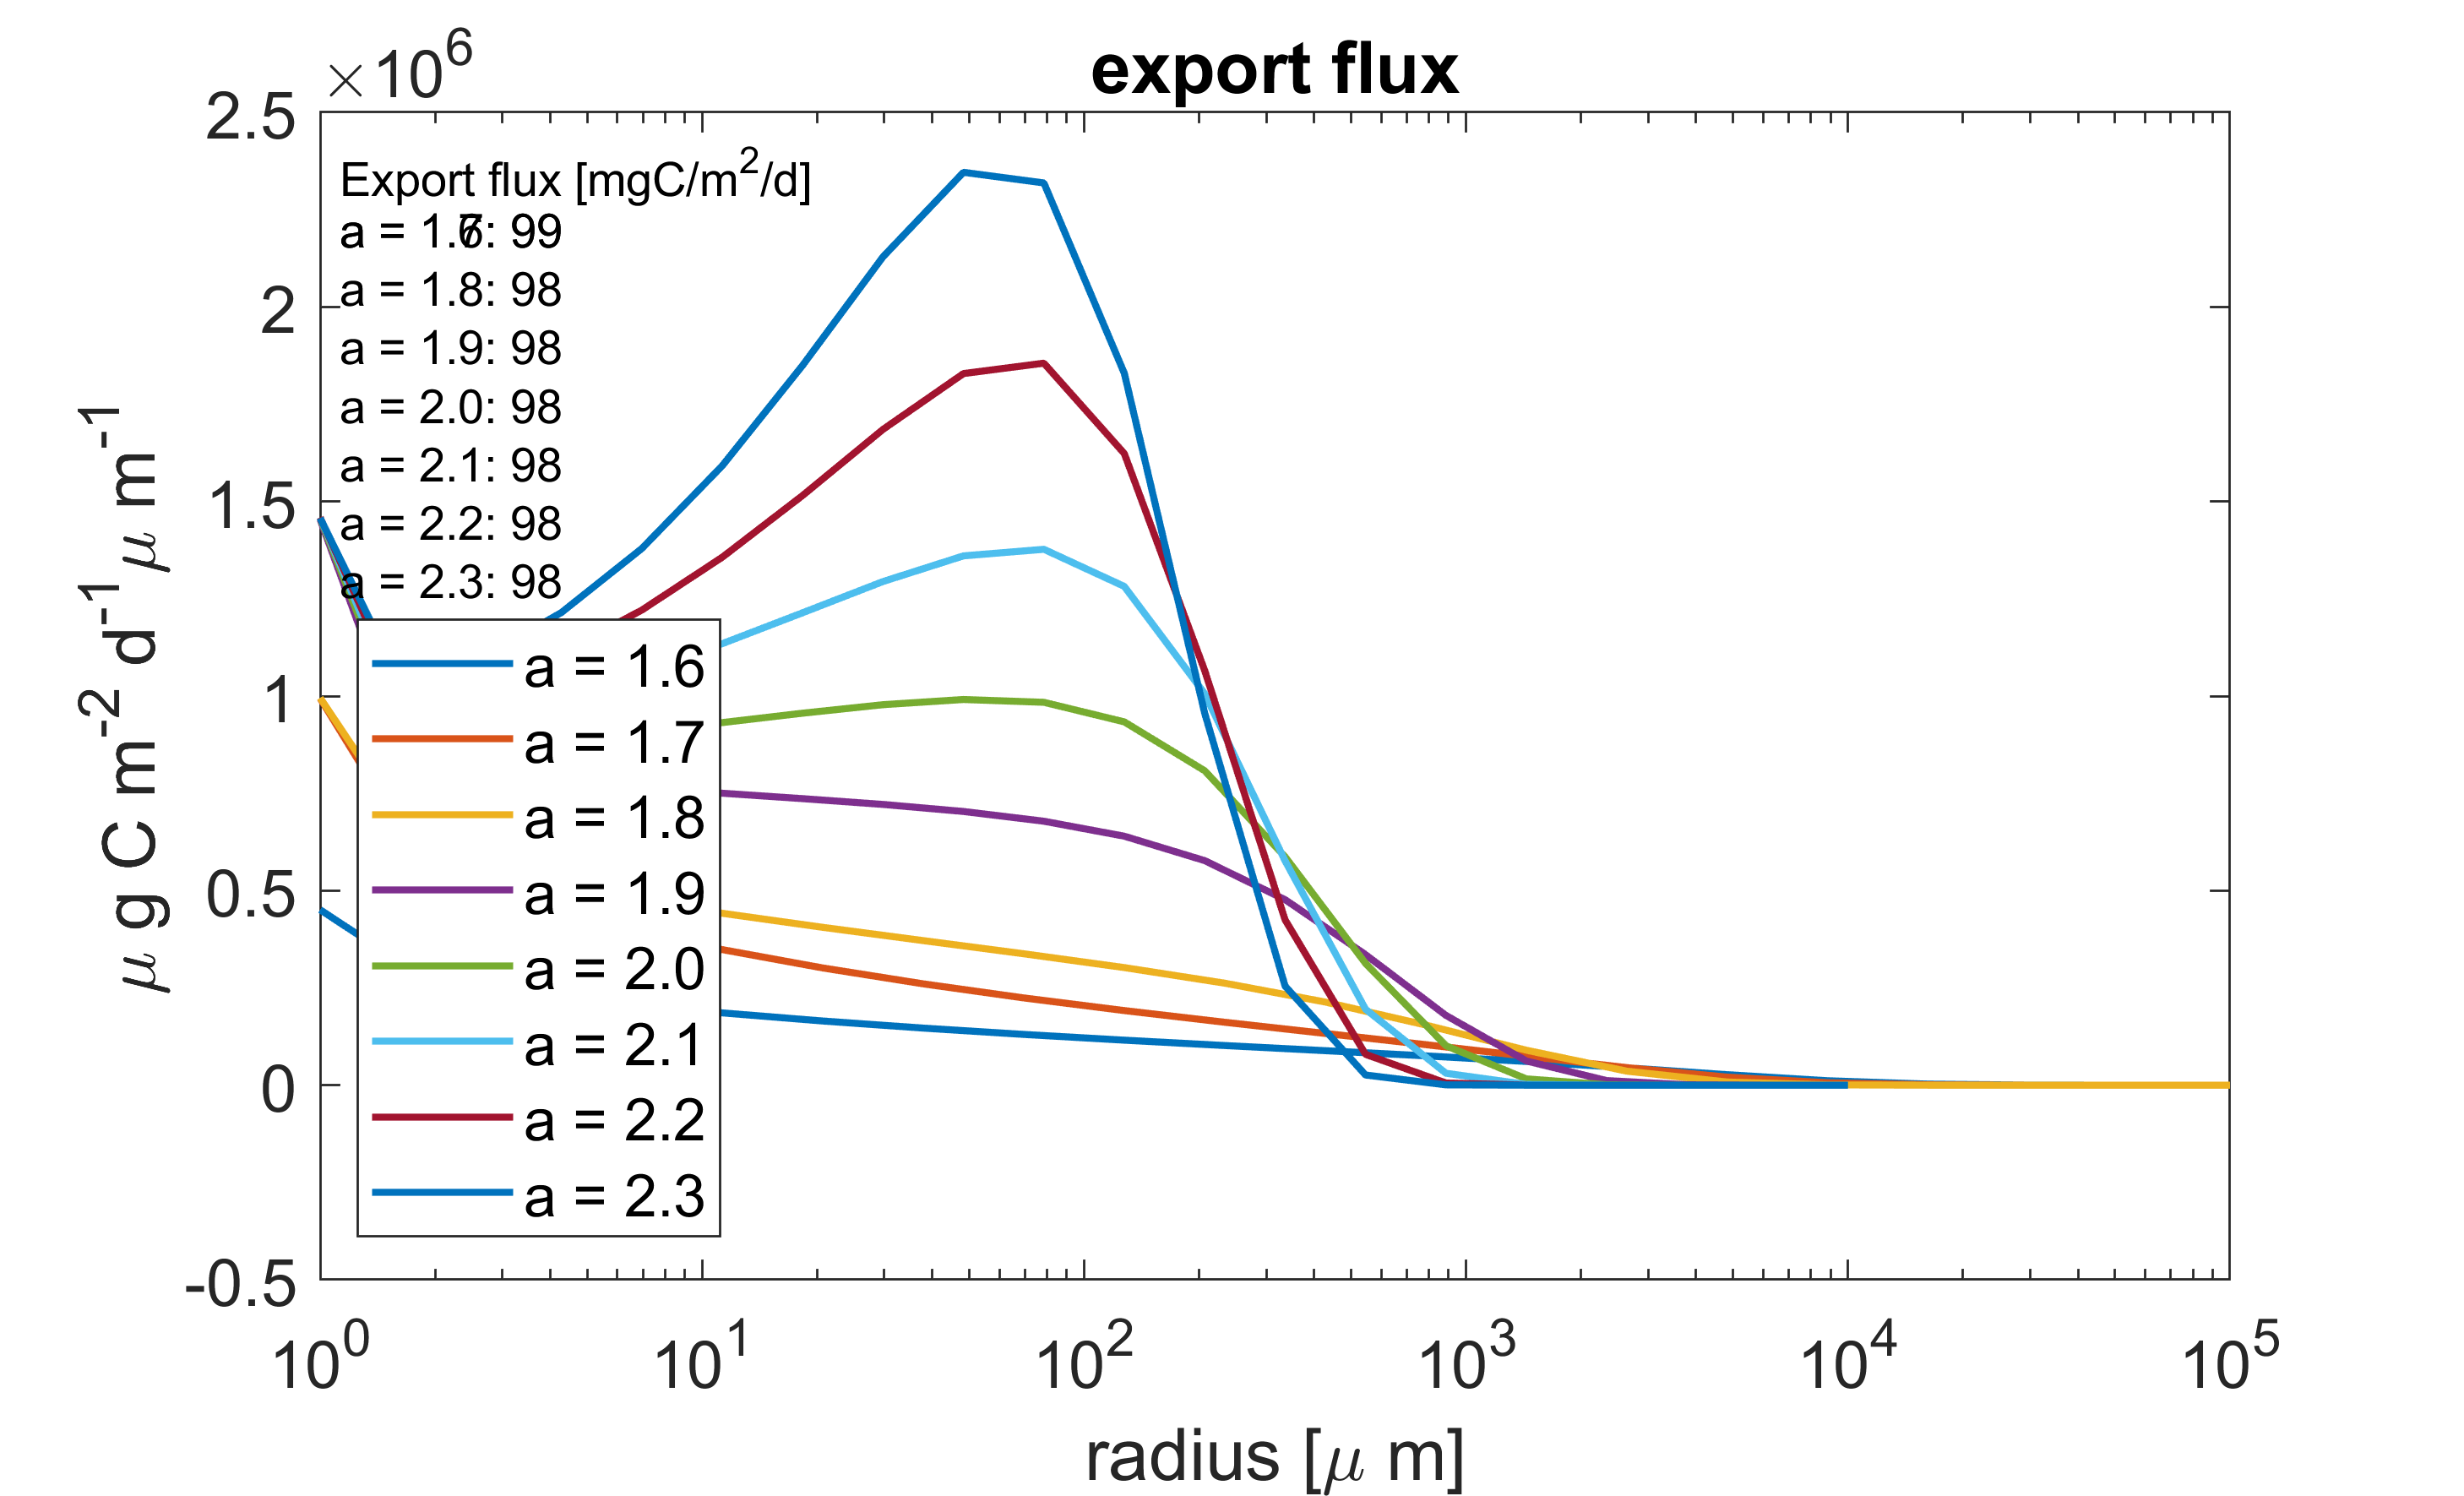 export flux
×10^6
2.5
2
1.5
1
0.5
0
-0.5
μ g C m^-2 d^-1 μ m^-1
Export flux [mgC/m^2/d]
a = : 99
a = 1.8: 98
a = 1.9: 98
a = 2.0: 98
a = 2.1: 98
a = 2.2: 98
a = 2.3: 98
a = 1.6
a = 1.7
a = 1.8
a = 1.9
a = 2.0
a = 2.1
a = 2.2
a = 2.3
10^0 10^1 10^2 10^3 10^4 10^5
radius [μ m]